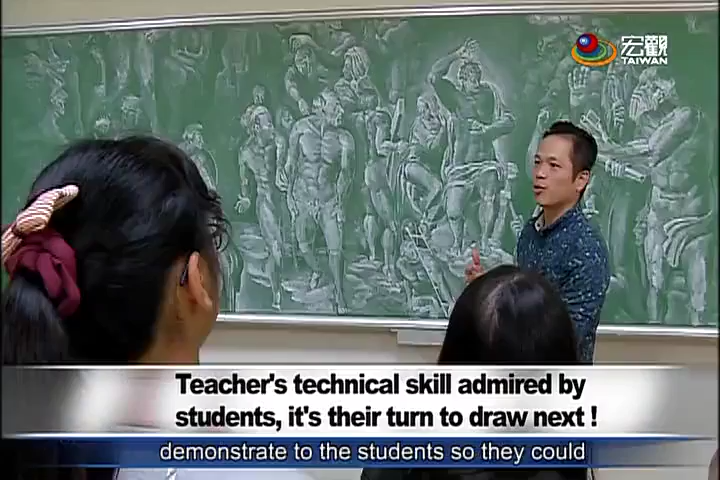 宏觀
TAIWAN
Teacher's technical skill admired by
students, it's their turn to draw next !
demonstrate to the students so they could